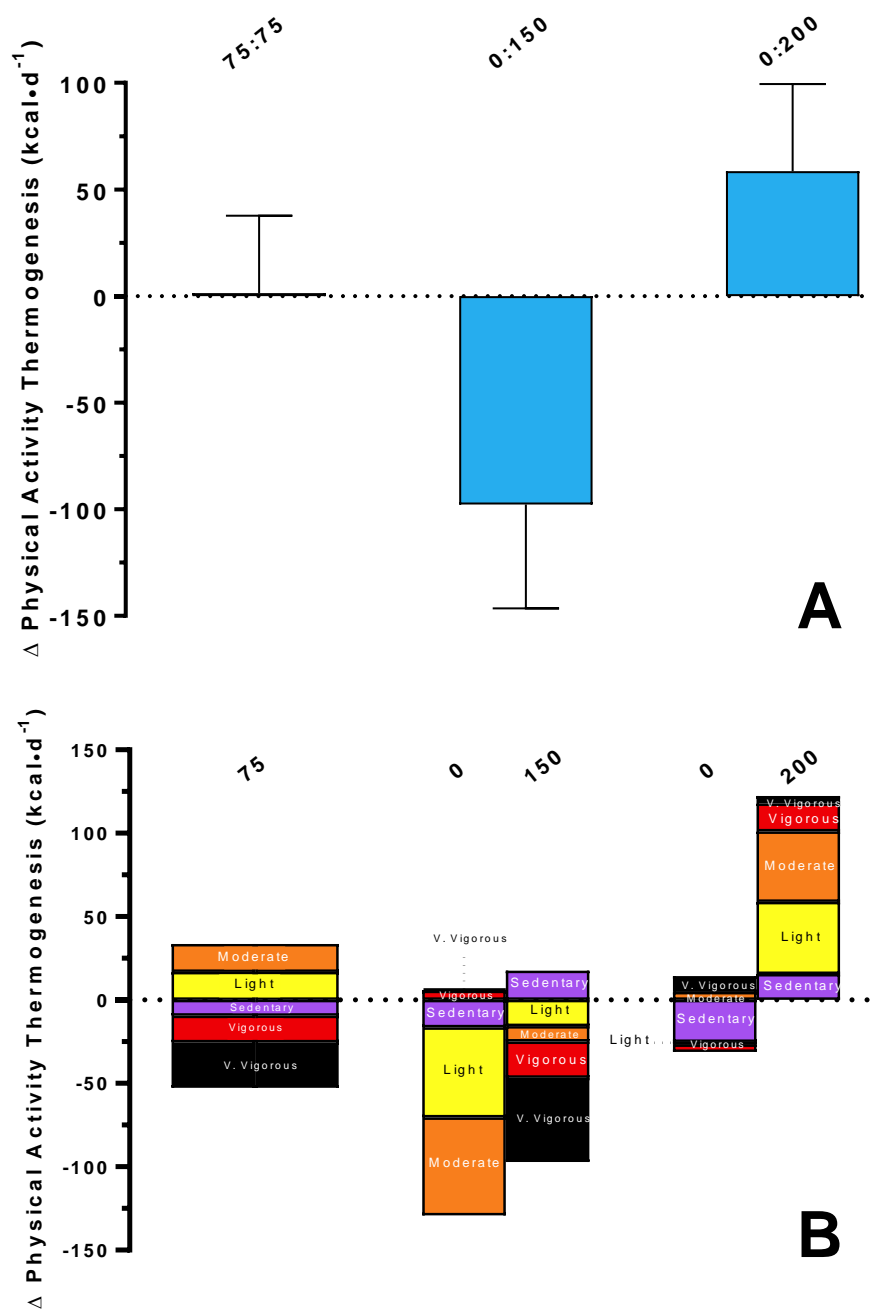 75:75
0:150
0:200
Δ Physical Activity Thermogenesis (kcal•d-1)
100
50
0
-50
-100
-150
A
Δ Physical Activity Thermogenesis (kcal•d-1)
150
100
50
0
-50
-100
-150
75
0
150
0
200
Moderate
Light
Sedentary
Vigorous
V. Vigorous
V. Vigorous
Vigorous
Sedentary
Light
Moderate
Sedentary
Light
Moderate
Vigorous
V. Vigorous
V. Vigorous
Moderate
Sedentary
Light
Vigorous
V. Vigorous
Vigorous
Moderate
Light
Sedentary
B